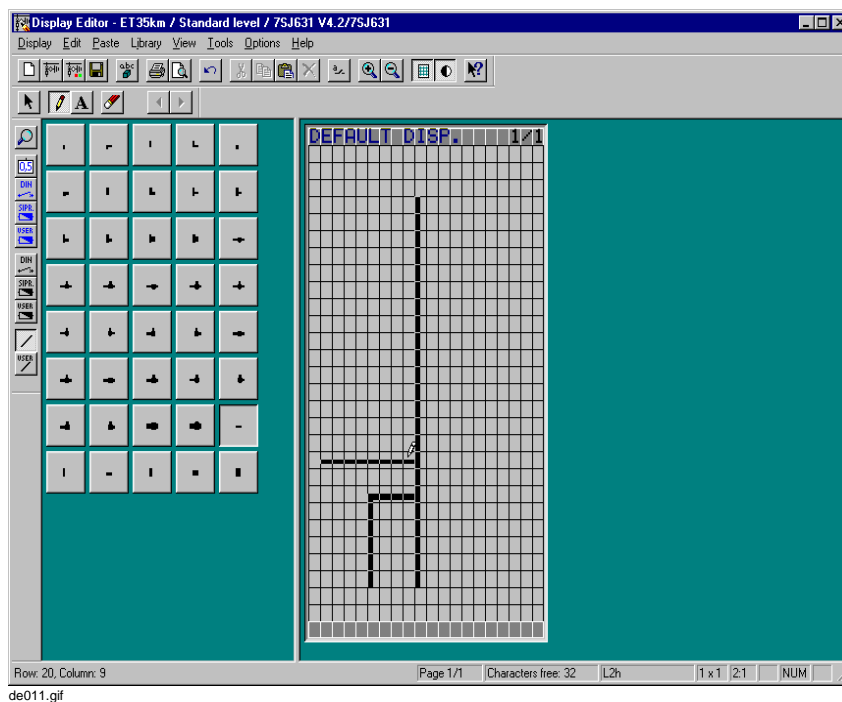 Display Editor - ET35km / Standard level / 7SJ631 V4.2/7SJ631
Display Edit Paste Library View Tools Options Help
abc
A
0,5
DIN
SIPR.
USER
DIN
SIPR.
USER
USER
DEFAULT DISP. 1/1
Row: 20, Column: 9 Page 1/1 Characters free: 32 L2h 1 x 1 2:1 NUM
de011.gif